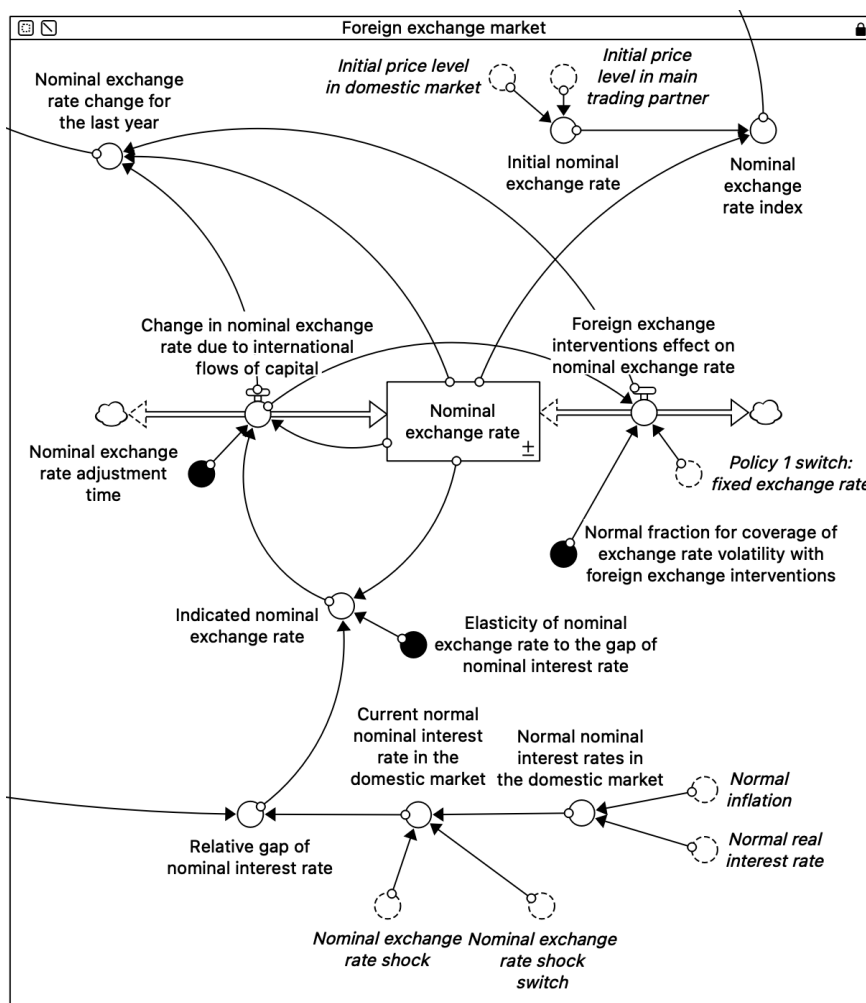 Foreign exchange market
Nominal exchange
rate change for
the last year
Initial price level
in domestic market
Initial price
level in main
trading partner
Initial nominal
exchange rate
Nominal
exchange
rate index
Change in nominal exchange
rate due to international
flows of capital
Foreign exchange
interventions effect on
nominal exchange rate
Nominal
exchange rate
±
Nominal exchange
rate adjustment
time
Policy 1 switch:
fixed exchange rate
Normal fraction for coverage of
exchange rate volatility with
foreign exchange interventions
Indicated nominal
exchange rate
Elasticity of nominal
exchange rate to the gap of
nominal interest rate
Current normal
nominal interest
rate in the
domestic market
Normal nominal
interest rates in
the domestic market
Normal
inflation
Normal real
interest rate
Relative gap of
nominal interest rate
Nominal exchange
rate shock
Nominal exchange
rate shock
switch